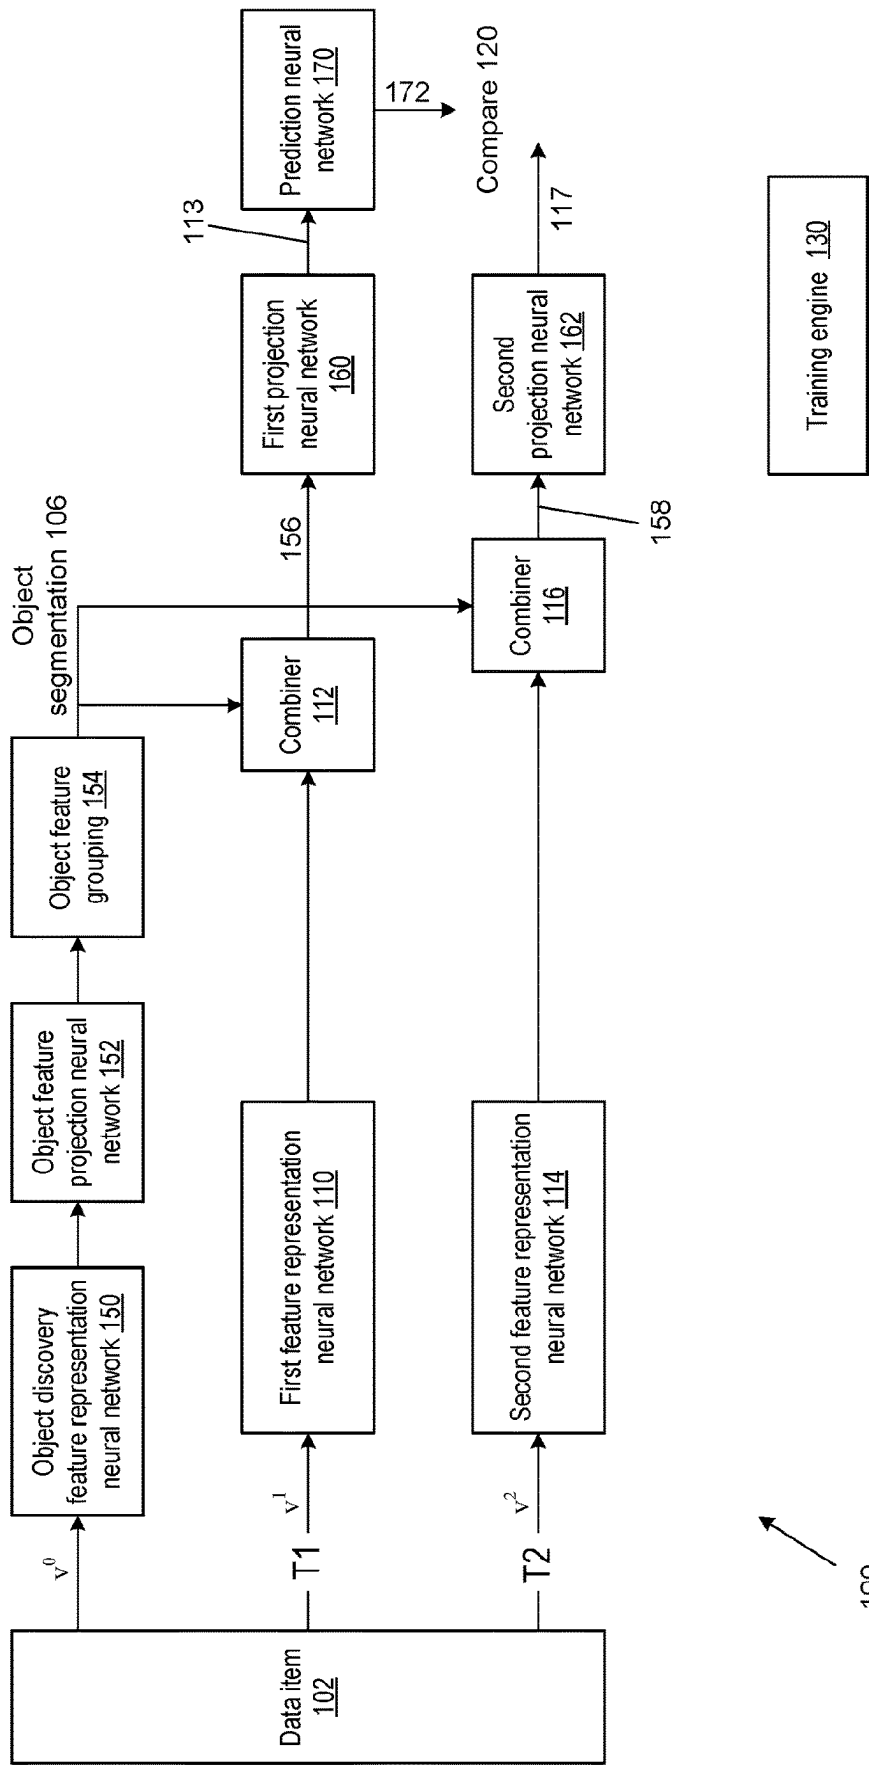 Data item
102
v⁰
T1
v¹
T2
v²
Object discovery
feature representation
neural network 150
Object feature
projection neural
network 152
Object feature
grouping 154
Object
segmentation 106
First feature representation
neural network 110
Combiner
112
156
First projection
neural network
160
113
Prediction neural
network 170
172
Compare 120
Second feature representation
neural network 114
Combiner
116
158
Second
projection neural
network 162
117
Training engine 130